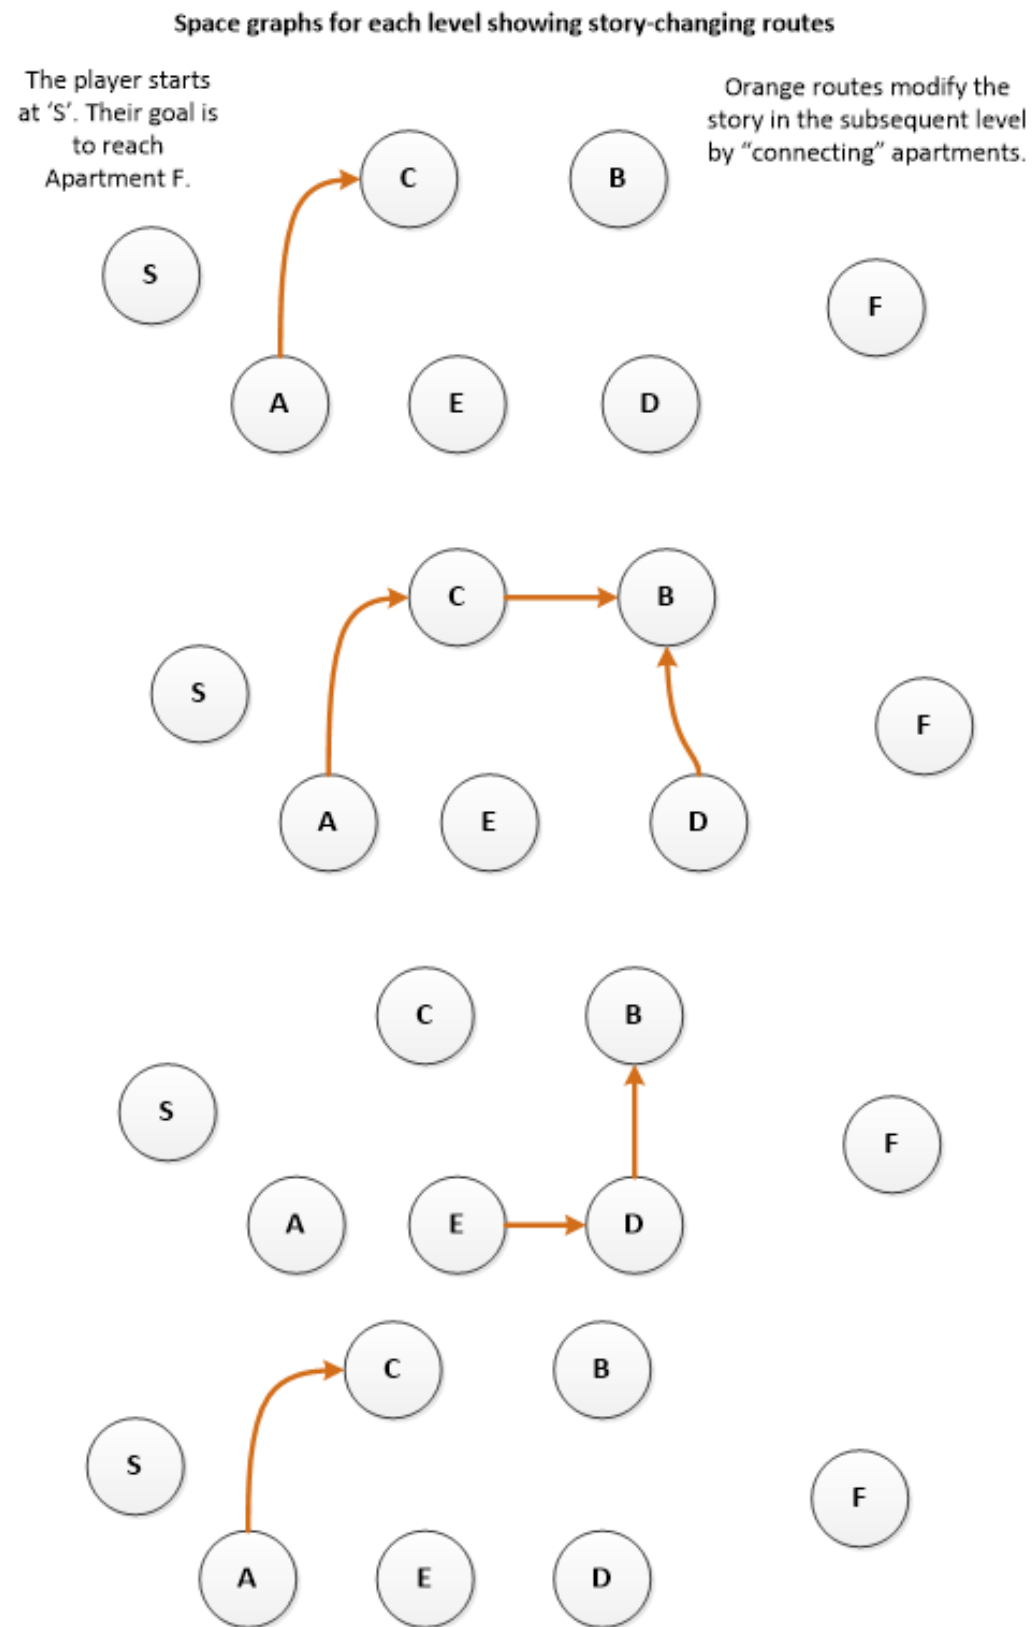 Space graphs for each level showing story-changing routes
The player starts
at ‘S’. Their goal is
to reach
Apartment F.
Orange routes modify the
story in the subsequent level
by “connecting” apartments.
C
B
S
F
A
E
D
C
B
S
F
A
E
D
C
B
S
F
A
E
D
C
B
S
F
A
E
D